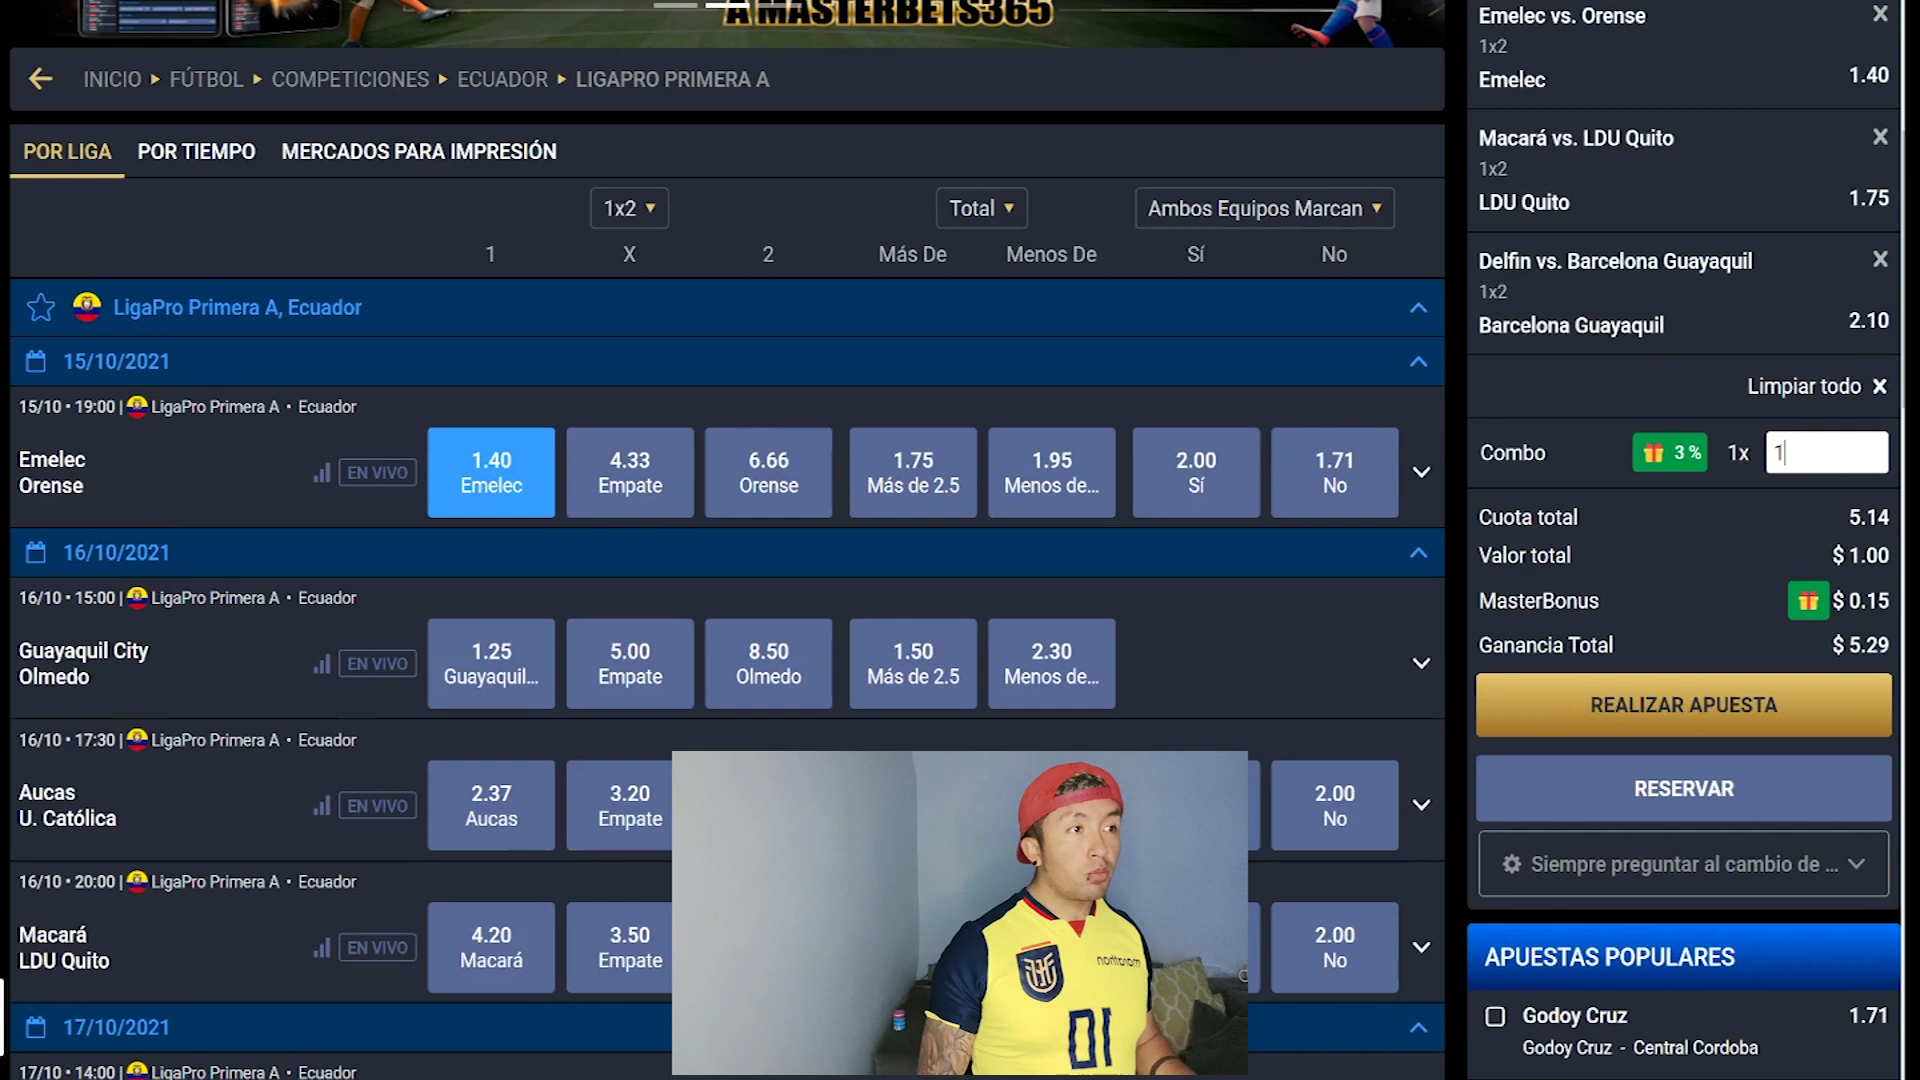 A MASTERBETS365
INICIO ▸ FÚTBOL ▸ COMPETICIONES ▸ ECUADOR ▸ LIGAPRO PRIMERA A
POR LIGA POR TIEMPO MERCADOS PARA IMPRESIÓN
1x2 Total Ambos Equipos Marcan
1 X 2 Más De Menos De Sí No
LigaPro Primera A, Ecuador
15/10/2021
15/10 • 19:00 | LigaPro Primera A • Ecuador
Emelec
Orense
EN VIVO
1.40 Emelec
4.33 Empate
6.66 Orense
1.75 Más de 2.5
1.95 Menos de...
2.00 Sí
1.71 No
16/10/2021
16/10 • 15:00 | LigaPro Primera A • Ecuador
Guayaquil City
Olmedo
EN VIVO
1.25 Guayaquil...
5.00 Empate
8.50 Olmedo
1.50 Más de 2.5
2.30 Menos de...
16/10 • 17:30 | LigaPro Primera A • Ecuador
Aucas
U. Católica
EN VIVO
2.37 Aucas
3.20 Empate
2.00 No
16/10 • 20:00 | LigaPro Primera A • Ecuador
Macará
LDU Quito
EN VIVO
4.20 Macará
3.50 Empate
2.00 No
17/10/2021
17/10 • 14:00 | LigaPro Primera A • Ecuador
01
Emelec vs. Orense X
1x2
Emelec 1.40
Macará vs. LDU Quito X
1x2
LDU Quito 1.75
Delfin vs. Barcelona Guayaquil X
1x2
Barcelona Guayaquil 2.10
Limpiar todo X
Combo 3 % 1x 1
Cuota total 5.14
Valor total $ 1.00
MasterBonus $ 0.15
Ganancia Total $ 5.29
REALIZAR APUESTA
RESERVAR
Siempre preguntar al cambio de ...
APUESTAS POPULARES
Godoy Cruz 1.71
Godoy Cruz - Central Cordoba